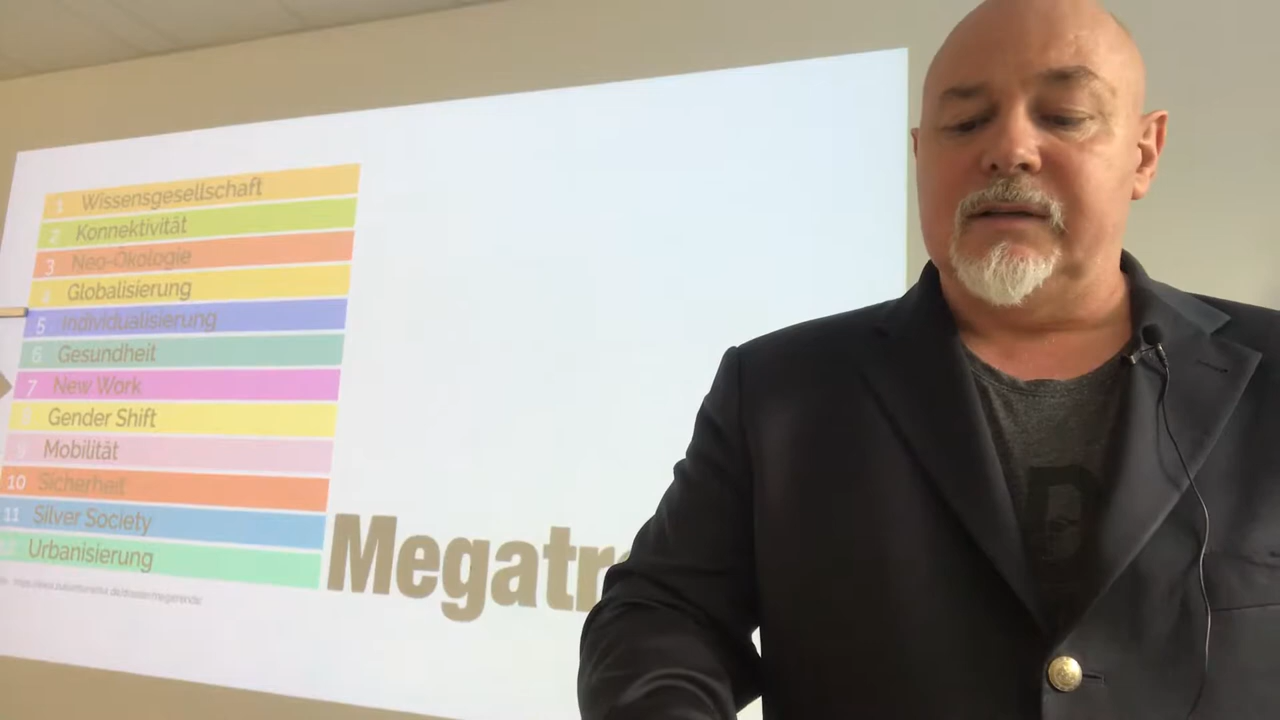 1 Wissensgesellschaft
2 Konnektivität
3 Neo-Ökologie
4 Globalisierung
5 Individualisierung
6 Gesundheit
7 New Work
8 Gender Shift
9 Mobilität
10 Sicherheit
11 Silver Society
12 Urbanisierung
Megatr
D